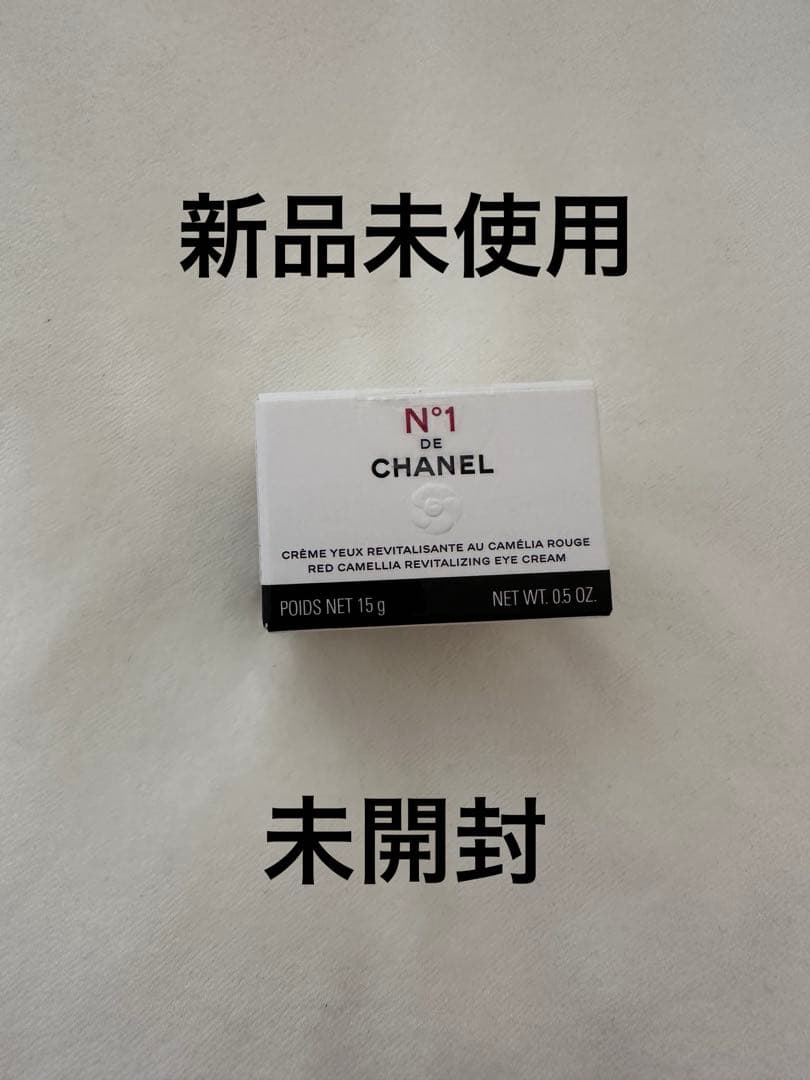 新品未使用
N°1
DE
CHANEL
CRÈME YEUX REVITALISANTE AU CAMÉLIA ROUGE
RED CAMELLIA REVITALIZING EYE CREAM
POIDS NET 15 g NET WT. 0.5 OZ.
未開封